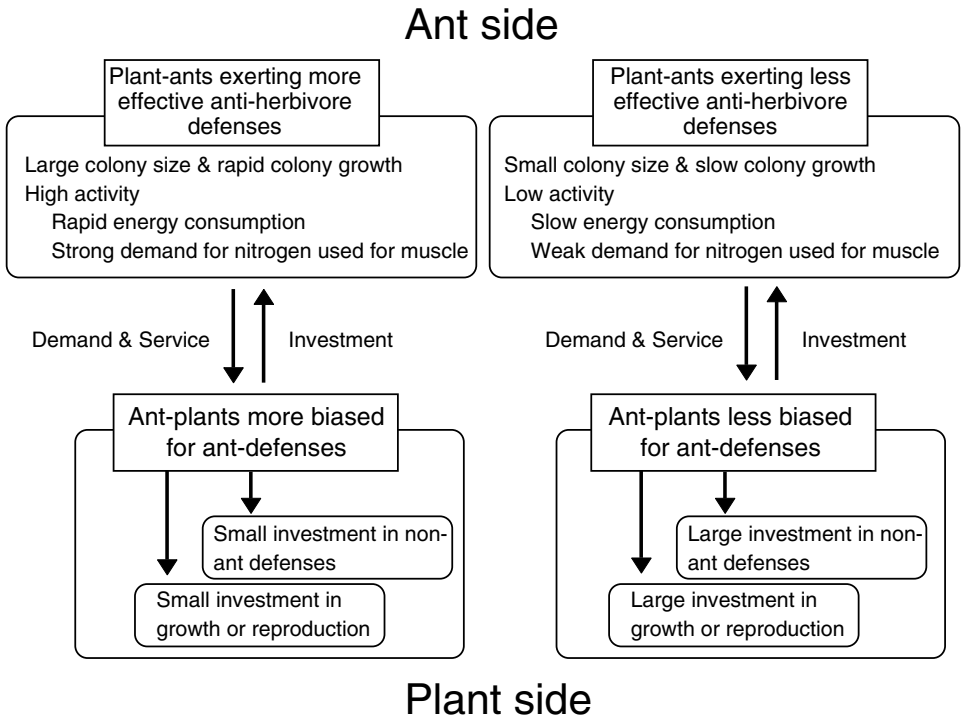 Ant side
Plant-ants exerting more
effective anti-herbivore
defenses
Large colony size & rapid colony growth
High activity
Rapid energy consumption
Strong demand for nitrogen used for muscle
Plant-ants exerting less
effective anti-herbivore
defenses
Small colony size & slow colony growth
Low activity
Slow energy consumption
Weak demand for nitrogen used for muscle
Demand & Service
Investment
Demand & Service
Investment
Ant-plants more biased
for ant-defenses
Small investment in non-
ant defenses
Small investment in
growth or reproduction
Ant-plants less biased
for ant-defenses
Large investment in non-
ant defenses
Large investment in
growth or reproduction
Plant side